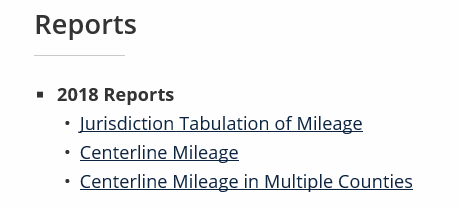 Reports
2018 Reports
Jurisdiction Tabulation of Mileage
Centerline Mileage
Centerline Mileage in Multiple Counties